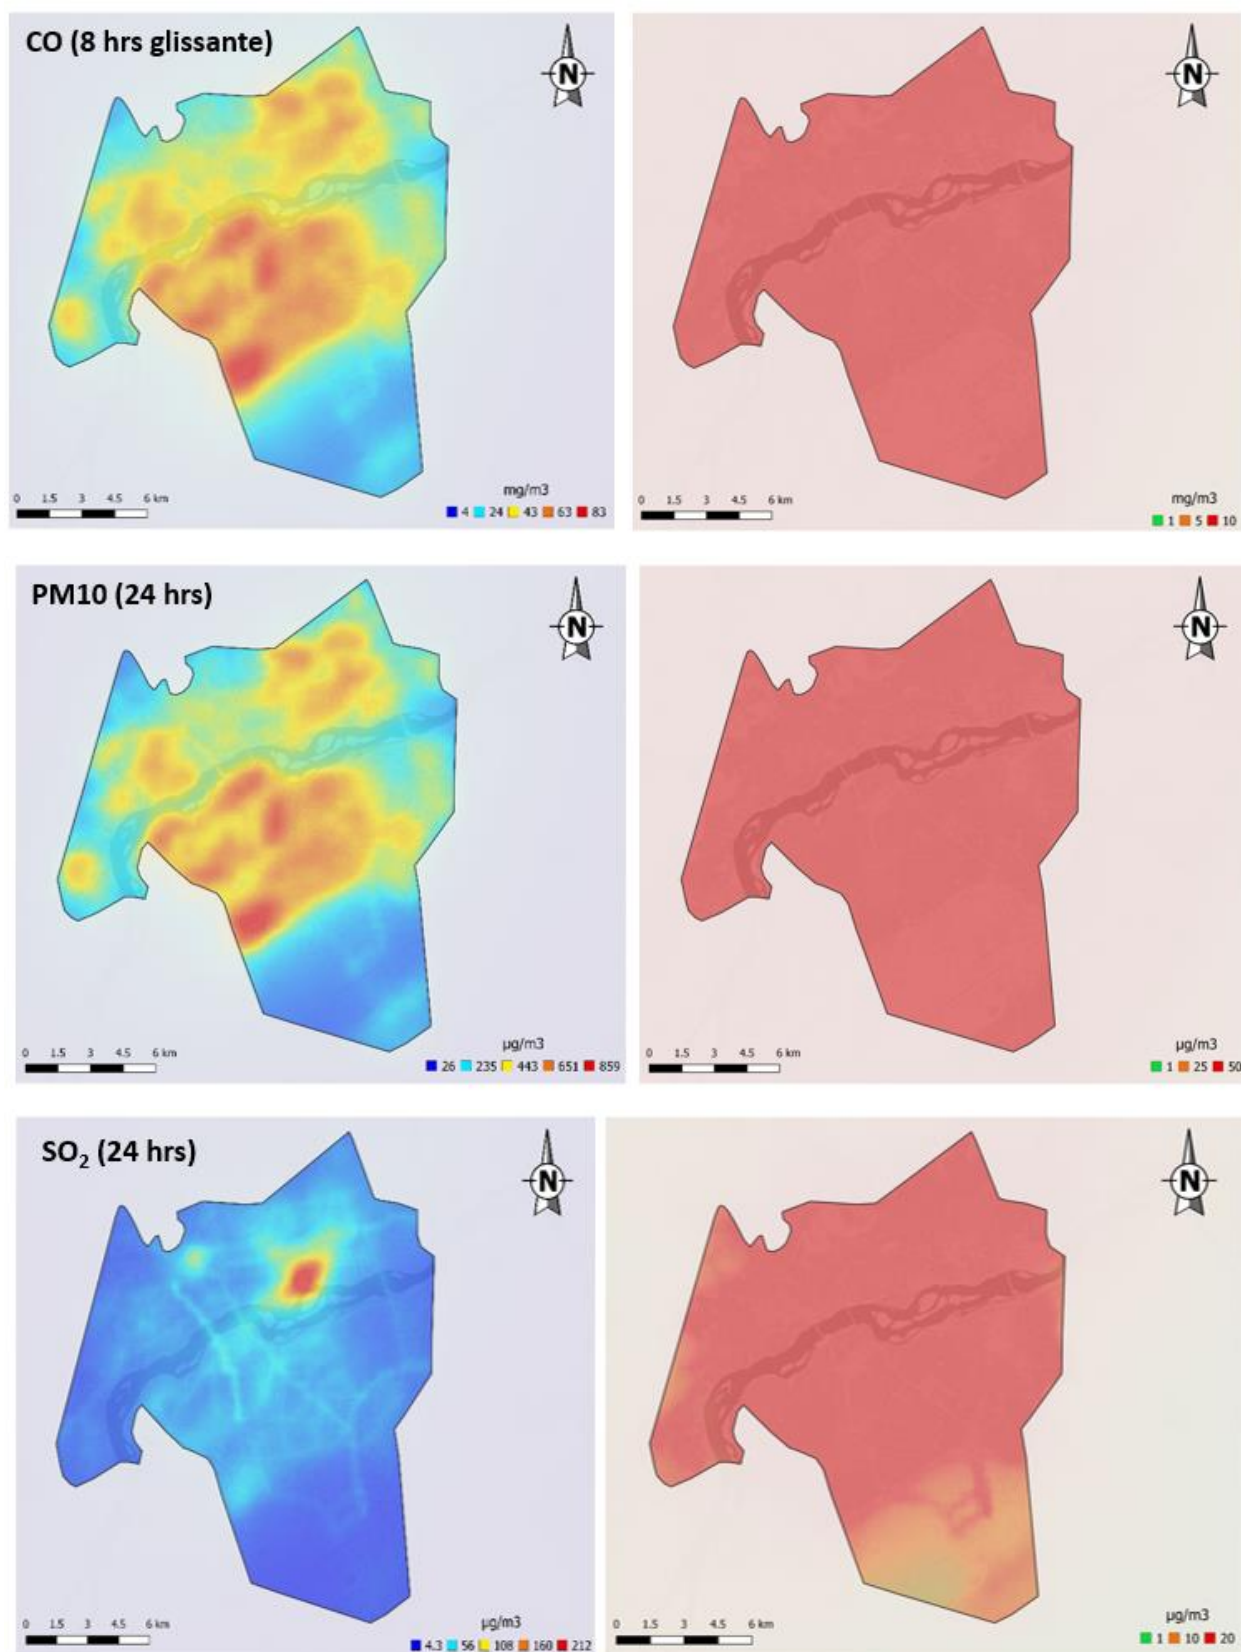 CO (8 hrs glissante)
N
N
0 1.5 3 4.5 6 km
mg/m3
4 24 43 63 83
0 1.5 3 4.5 6 km
mg/m3
1 5 10
PM10 (24 hrs)
N
N
0 1.5 3 4.5 6 km
µg/m3
26 235 443 651 859
0 1.5 3 4.5 6 km
µg/m3
1 25 50
SO₂ (24 hrs)
N
N
0 1.5 3 4.5 6 km
µg/m3
4.3 56 108 160 212
0 1.5 3 4.5 6 km
µg/m3
1 10 20